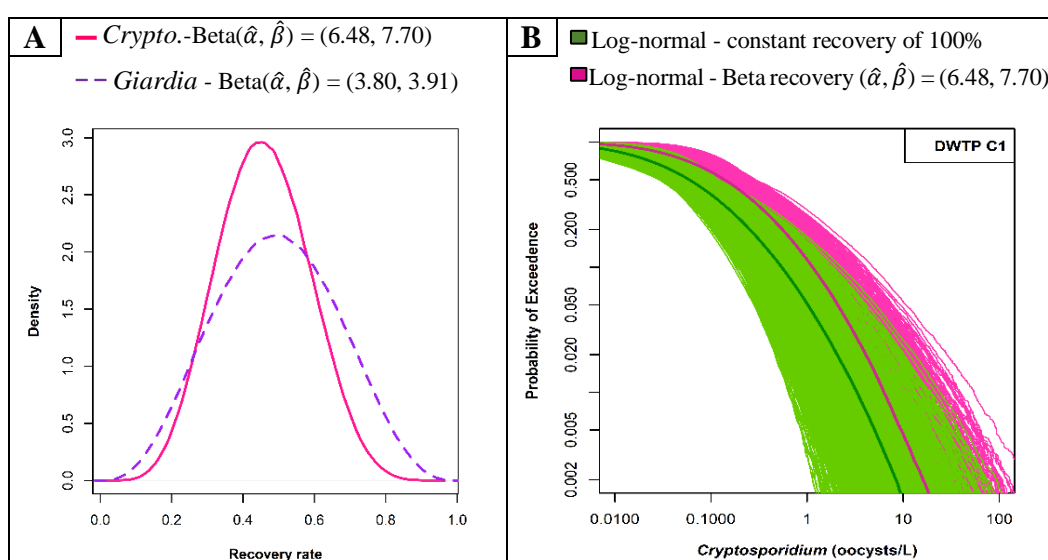 A
Crypto.-Beta(α̂, β̂) = (6.48, 7.70)
Giardia - Beta(α̂, β̂) = (3.80, 3.91)
3.0
2.5
2.0
1.5
1.0
0.5
0.0
Density
0.0 0.2 0.4 0.6 0.8 1.0
Recovery rate
B
Log-normal - constant recovery of 100%
Log-normal - Beta recovery (α̂, β̂) = (6.48, 7.70)
DWTP C1
0.500
0.200
0.050
0.020
0.005
0.002
Probability of Exceedence
0.0100 0.1000 1 10 100
Cryptosporidium (oocysts/L)